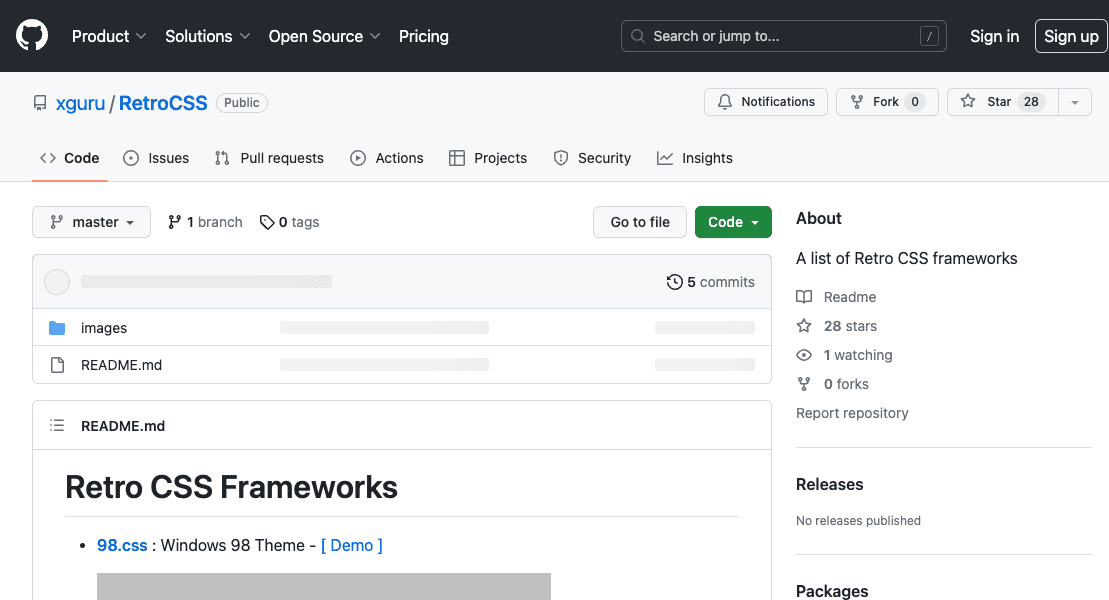 Product Solutions Open Source Pricing Search or jump to... / Sign in Sign up
xguru / RetroCSS Public Notifications Fork 0 Star 28
Code Issues Pull requests Actions Projects Security Insights
master 1 branch 0 tags Go to file Code
5 commits
images
README.md
README.md
Retro CSS Frameworks
• 98.css : Windows 98 Theme - [ Demo ]
About
A list of Retro CSS frameworks
Readme
28 stars
1 watching
0 forks
Report repository
Releases
No releases published
Packages